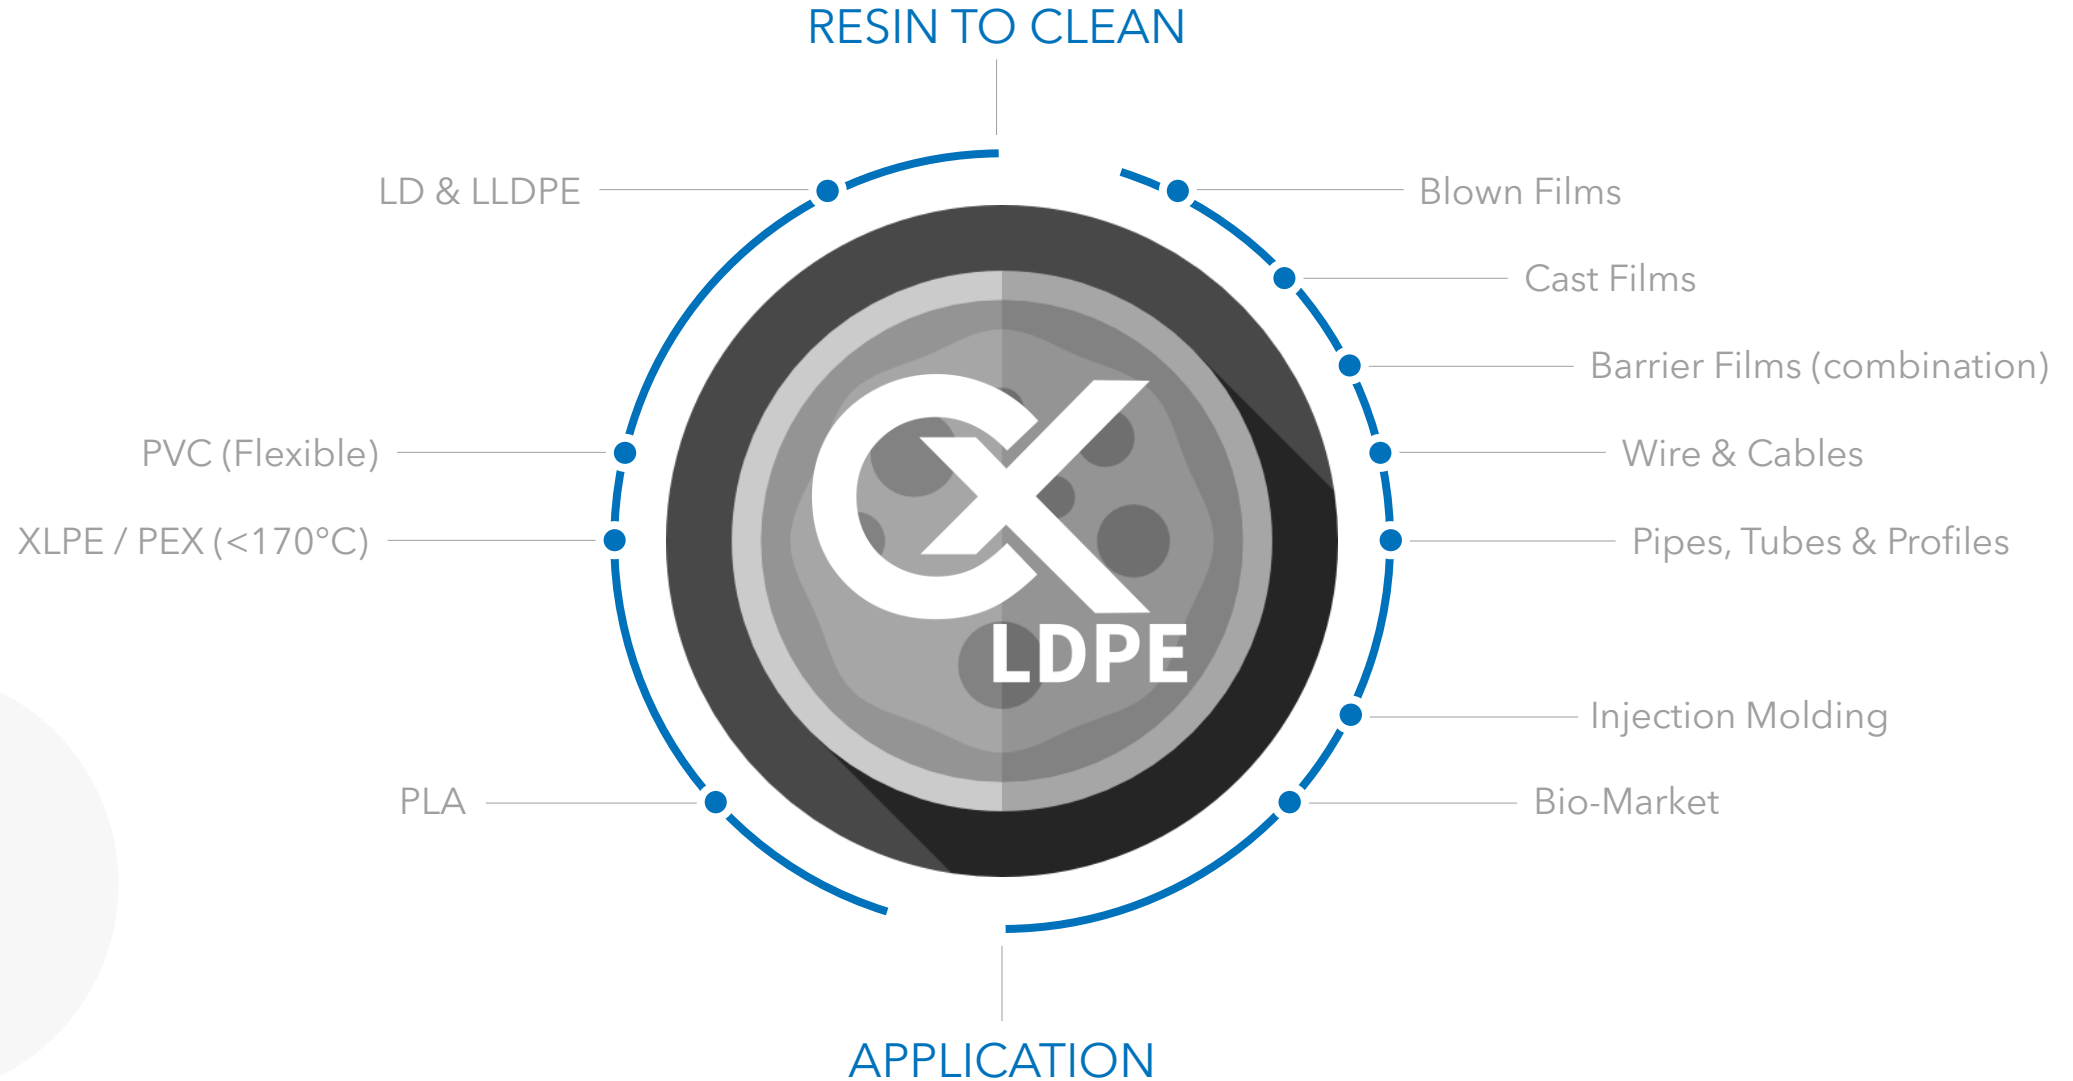 RESIN TO CLEAN
LD & LLDPE
PVC (Flexible)
XLPE / PEX (<170°C)
PLA
CX
LDPE
Blown Films
Cast Films
Barrier Films (combination)
Wire & Cables
Pipes, Tubes & Profiles
Injection Molding
Bio-Market
APPLICATION